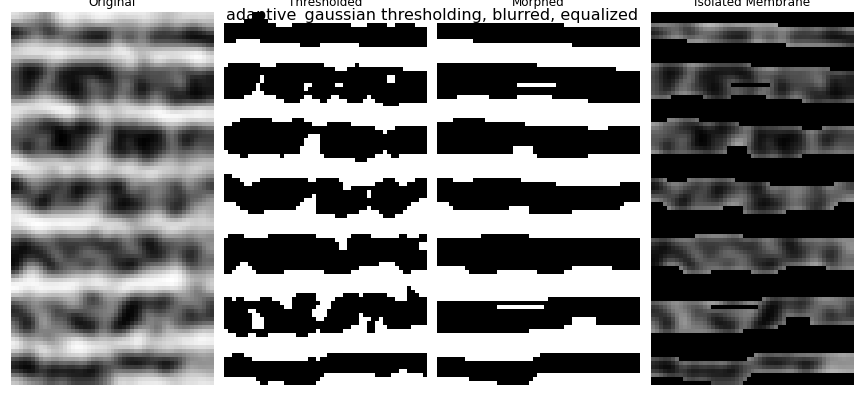 Original
Thresholded
Morphed
Isolated Membrane
adaptive_gaussian thresholding, blurred, equalized